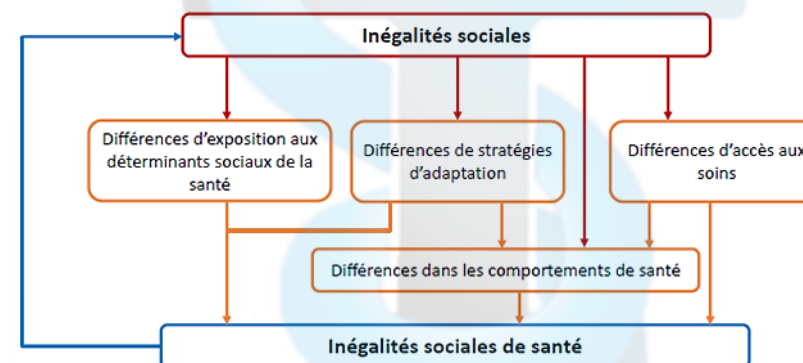 Inégalités sociales
Différences d'exposition aux
déterminants sociaux de la
santé
Différences de stratégies
d'adaptation
Différences d'accès aux
soins
Différences dans les comportements de santé
Inégalités sociales de santé